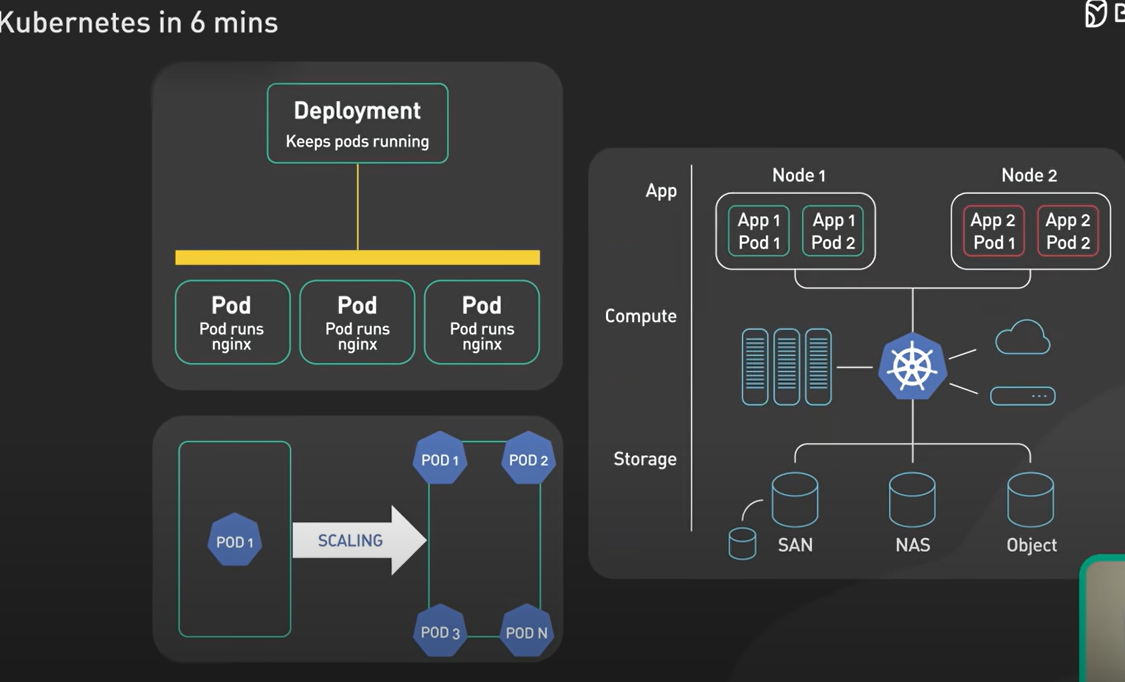 Kubernetes in 6 mins
Deployment
Keeps pods running
Pod
Pod runs
nginx
Pod
Pod runs
nginx
Pod
Pod runs
nginx
POD 1
SCALING
POD 1
POD 2
POD 3
POD N
App
Compute
Storage
Node 1
App 1
Pod 1
App 1
Pod 2
Node 2
App 2
Pod 1
App 2
Pod 2
SAN
NAS
Object